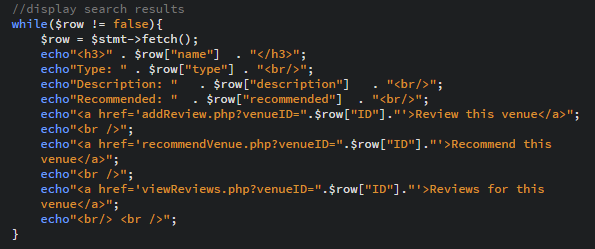 //display search results
while($row != false){
    $row = $stmt->fetch();
    echo"<h3>" . $row["name"]  . "</h3>";
    echo"Type: " . $row["type"] . "<br/>";
    echo"Description: "   . $row["description"]   . "<br/>";
    echo"Recommended: "  . $row["recommended"]  . "<br/>";
    echo"<a href='addReview.php?venueID=".$row["ID"]."'>Review this venue</a>";
    echo"<br />";
    echo"<a href='recommendVenue.php?venueID=".$row["ID"]."'>Recommend this
    venue</a>";
    echo"<br />";
    echo"<a href='viewReviews.php?venueID=".$row["ID"]."'>Reviews for this
    venue</a>";
    echo"<br/> <br />";
}